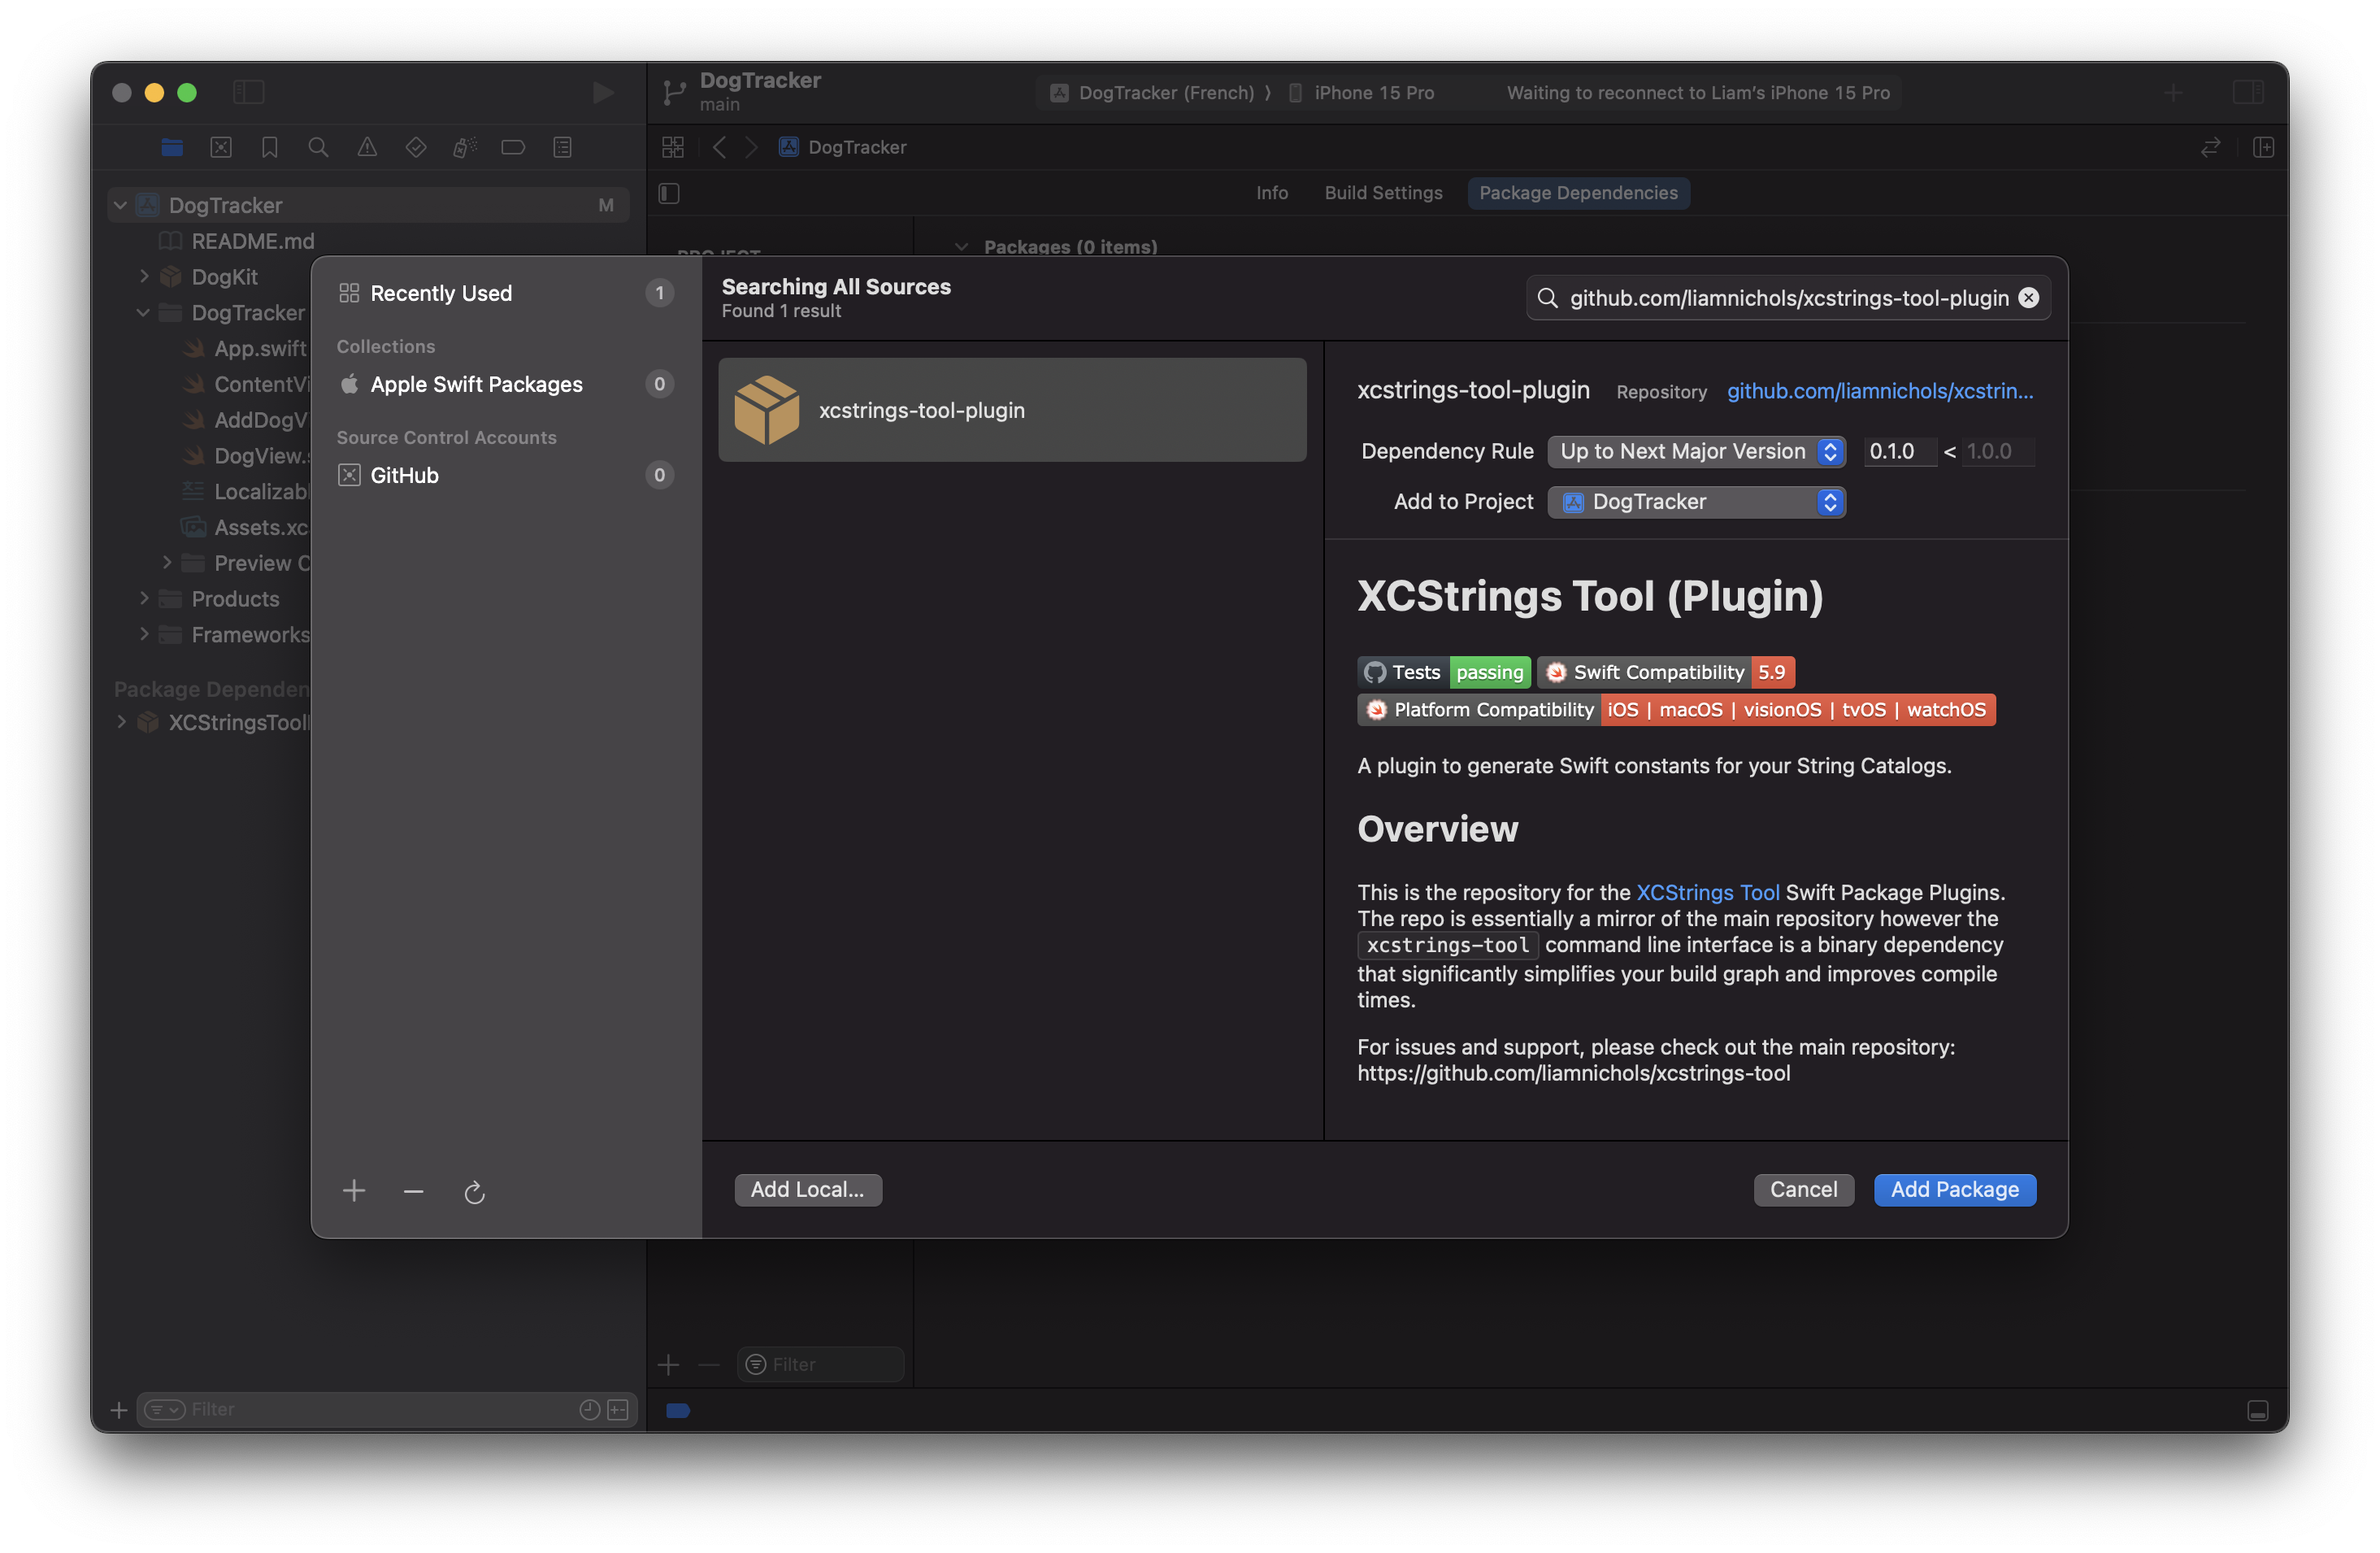 DogTracker
main
DogTracker (French) ⟩ iPhone 15 Pro
Waiting to reconnect to Liam’s iPhone 15 Pro
DogTracker
Info
Build Settings
Package Dependencies
DogTracker M
README.md
DogKit
DogTracker
App.swift
ContentVi
AddDogV
DogView.s
Localizabl
Assets.xc
Preview C
Products
Frameworks
Package Dependen
XCStringsTool
PROJECT
Packages (0 items)
Recently Used 1
Collections
Apple Swift Packages 0
Source Control Accounts
GitHub 0
Searching All Sources
Found 1 result
github.com/liamnichols/xcstrings-tool-plugin
xcstrings-tool-plugin
xcstrings-tool-plugin Repository github.com/liamnichols/xcstrin...
Dependency Rule Up to Next Major Version 0.1.0 < 1.0.0
Add to Project DogTracker
XCStrings Tool (Plugin)
Tests passing Swift Compatibility 5.9
Platform Compatibility iOS | macOS | visionOS | tvOS | watchOS
A plugin to generate Swift constants for your String Catalogs.
Overview
This is the repository for the XCStrings Tool Swift Package Plugins.
The repo is essentially a mirror of the main repository however the
xcstrings-tool command line interface is a binary dependency
that significantly simplifies your build graph and improves compile
times.
For issues and support, please check out the main repository:
https://github.com/liamnichols/xcstrings-tool
Add Local...
Cancel
Add Package
Filter
Filter